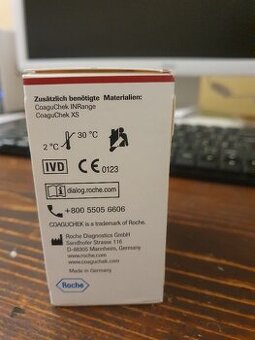 Zusätzlich benötigte Materialien:
CoaguChek INRange
CoaguChek XS
2 °C 30 °C
IVD CE 0123
i dialog.roche.com
+800 5505 6606
COAGUCHEK is a trademark of Roche.
Roche Diagnostics GmbH
Sandhofer Strasse 116
D-68305 Mannheim, Germany
www.roche.com
www.coaguchek.com
Made in Germany
Roche